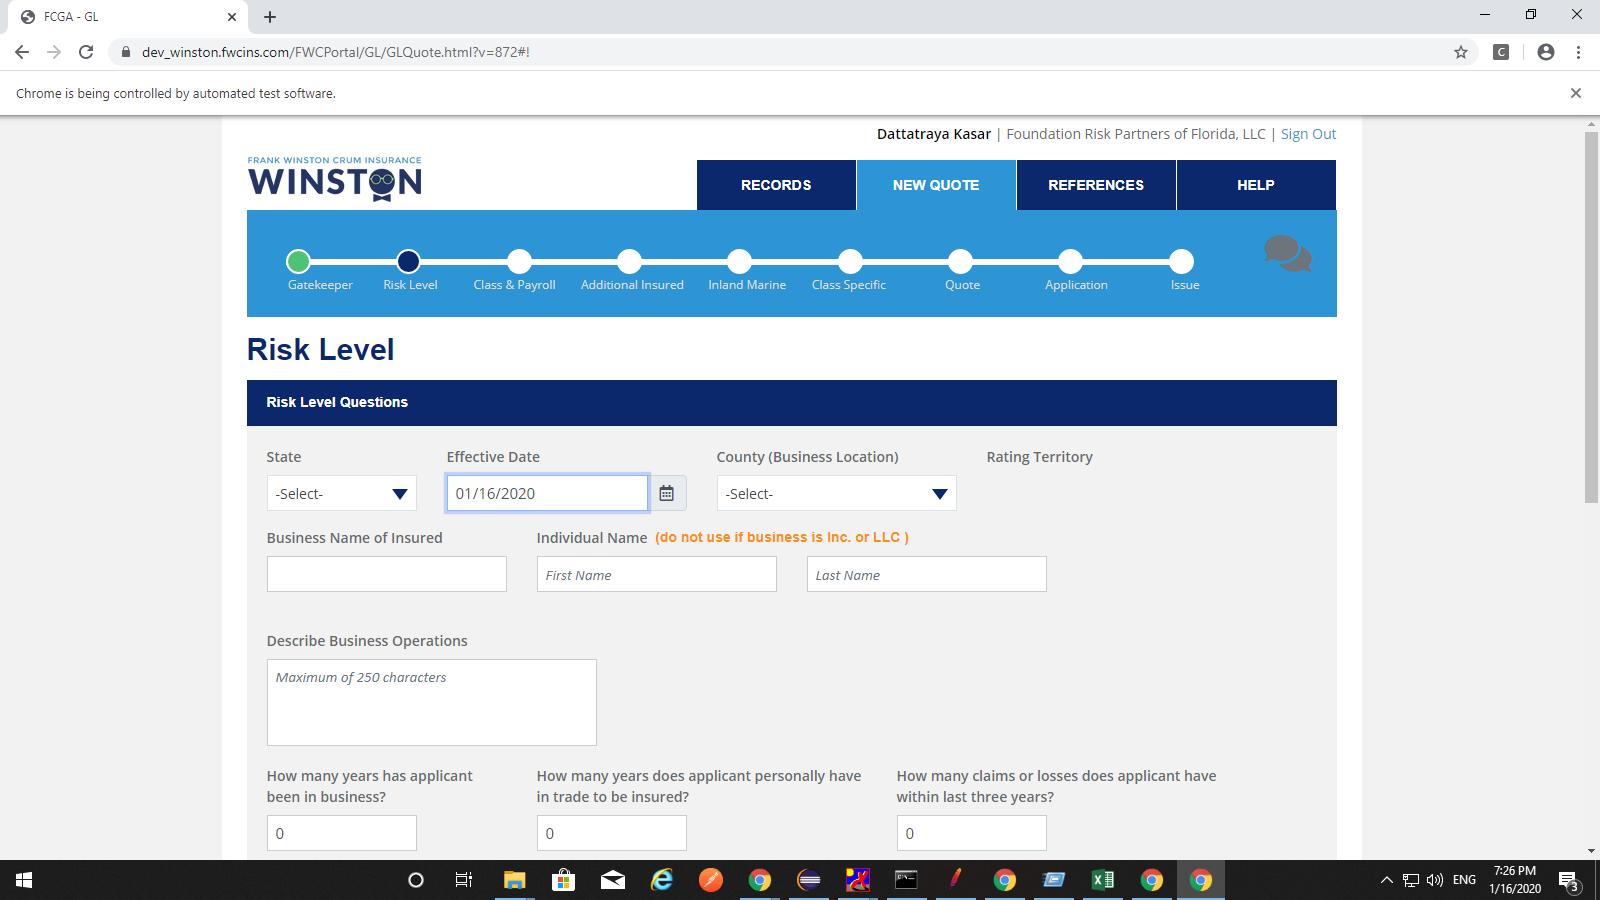 FCGA - GL
dev_winston.fwcins.com/FWCPortal/GL/GLQuote.html?v=872#!
C
Chrome is being controlled by automated test software.
Dattatraya Kasar | Foundation Risk Partners of Florida, LLC | Sign Out
FRANK WINSTON CRUM INSURANCE
WINSTON
RECORDS NEW QUOTE REFERENCES HELP
Gatekeeper Risk Level Class & Payroll Additional Insured Inland Marine Class Specific Quote Application Issue
Risk Level
Risk Level Questions
State Effective Date County (Business Location) Rating Territory
-Select- 01/16/2020 -Select-
Business Name of Insured Individual Name (do not use if business is Inc. or LLC )
First Name Last Name
Describe Business Operations
Maximum of 250 characters
How many years has applicant been in business?
How many years does applicant personally have in trade to be insured?
How many claims or losses does applicant have within last three years?
0 0 0
ENG
7:26 PM
1/16/2020
3